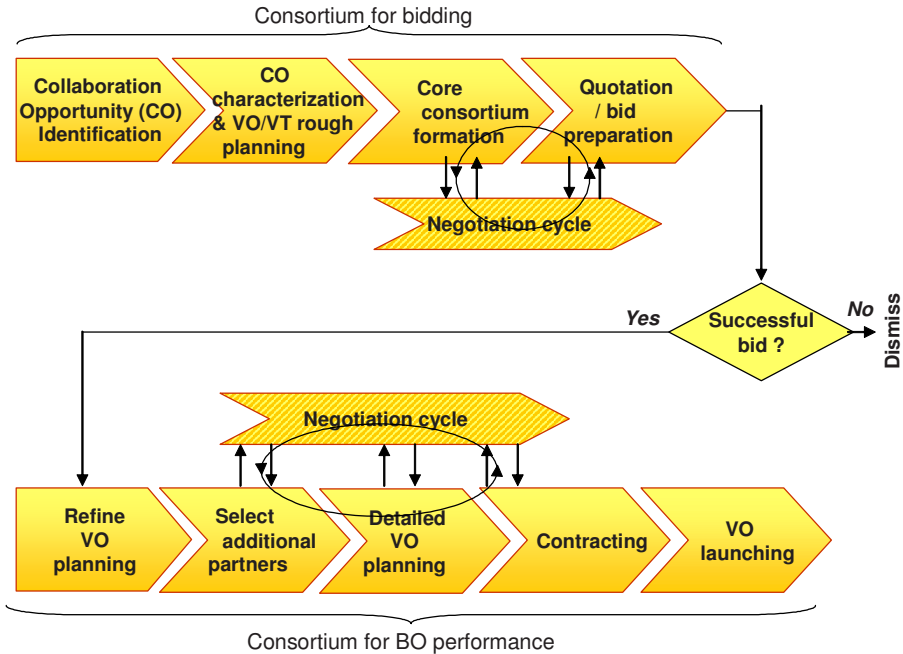 Consortium for bidding
Collaboration
Opportunity (CO)
Identification
CO
characterization
& VO/VT rough
planning
Core
consortium
formation
Quotation
/ bid
preparation
Negotiation cycle
Successful
bid ?
Yes
No
Dismiss
Negotiation cycle
Refine
VO
planning
Select
additional
partners
Detailed
VO
planning
Contracting
VO
launching
Consortium for BO performance